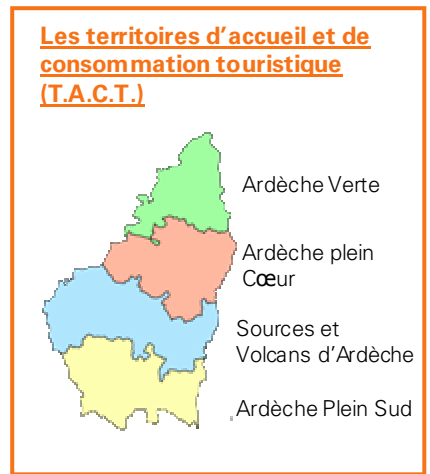 Les territoires d'accueil et de
consommation touristique
(T.A.C.T.)
Ardèche Verte
Ardèche plein
Cœur
Sources et
Volcans d'Ardèche
Ardèche Plein Sud